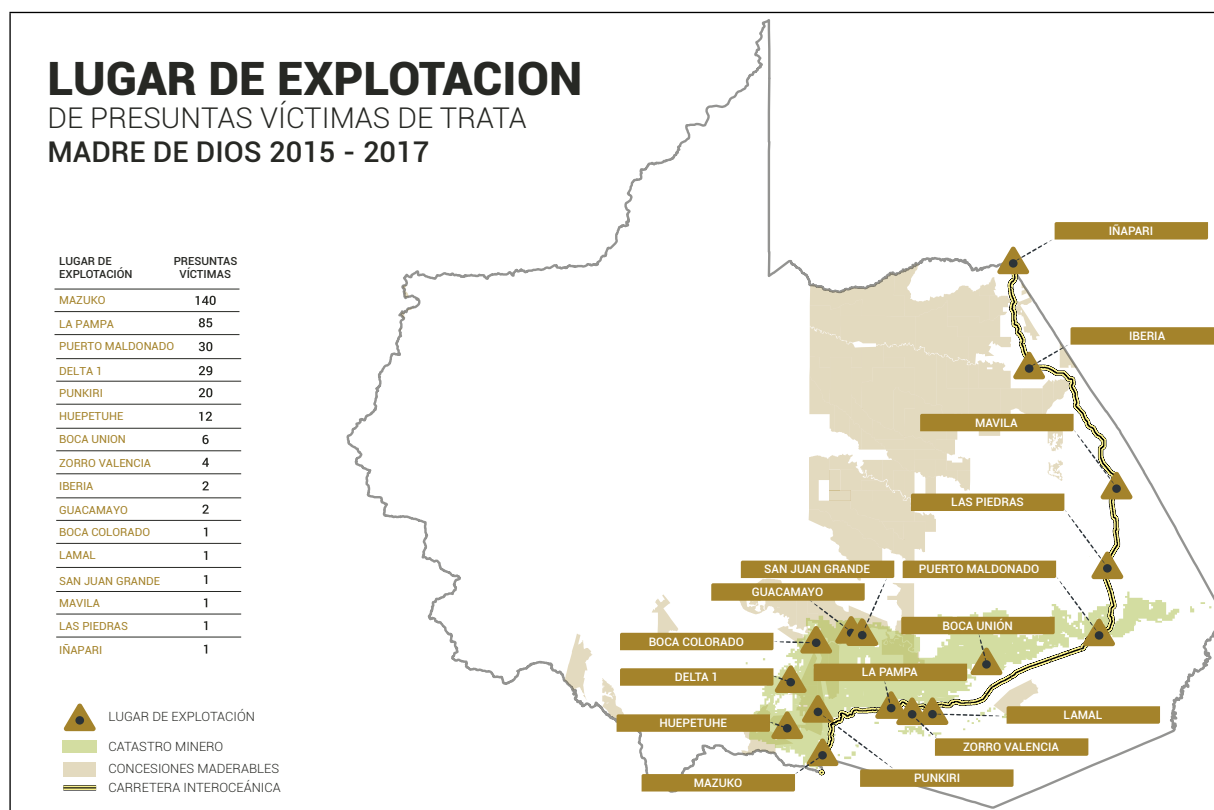 LUGAR DE EXPLOTACION
DE PRESUNTAS VÍCTIMAS DE TRATA
MADRE DE DIOS 2015 - 2017
LUGAR DE EXPLOTACIÓN PRESUNTAS VÍCTIMAS
MAZUKO 140
LA PAMPA 85
PUERTO MALDONADO 30
DELTA 1 29
PUNKIRI 20
HUEPETUHE 12
BOCA UNION 6
ZORRO VALENCIA 4
IBERIA 2
GUACAMAYO 2
BOCA COLORADO 1
LAMAL 1
SAN JUAN GRANDE 1
MAVILA 1
LAS PIEDRAS 1
IÑAPARI 1
LUGAR DE EXPLOTACIÓN
CATASTRO MINERO
CONCESIONES MADERABLES
CARRETERA INTEROCEÁNICA
IÑAPARI
IBERIA
MAVILA
LAS PIEDRAS
SAN JUAN GRANDE
PUERTO MALDONADO
GUACAMAYO
BOCA UNIÓN
BOCA COLORADO
LA PAMPA
DELTA 1
LAMAL
HUEPETUHE
ZORRO VALENCIA
PUNKIRI
MAZUKO